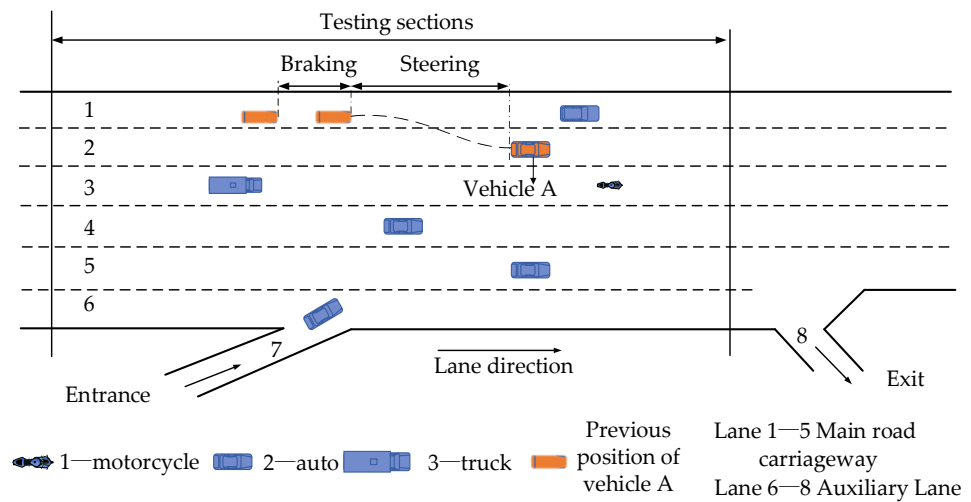 Testing sections
Braking
Steering
1
2
Vehicle A
3
4
5
6
7
8
Lane direction
Entrance
Exit
1—motorcycle
2—auto
3—truck
Previous
position of
vehicle A
Lane 1—5 Main road
carriageway
Lane 6—8 Auxiliary Lane